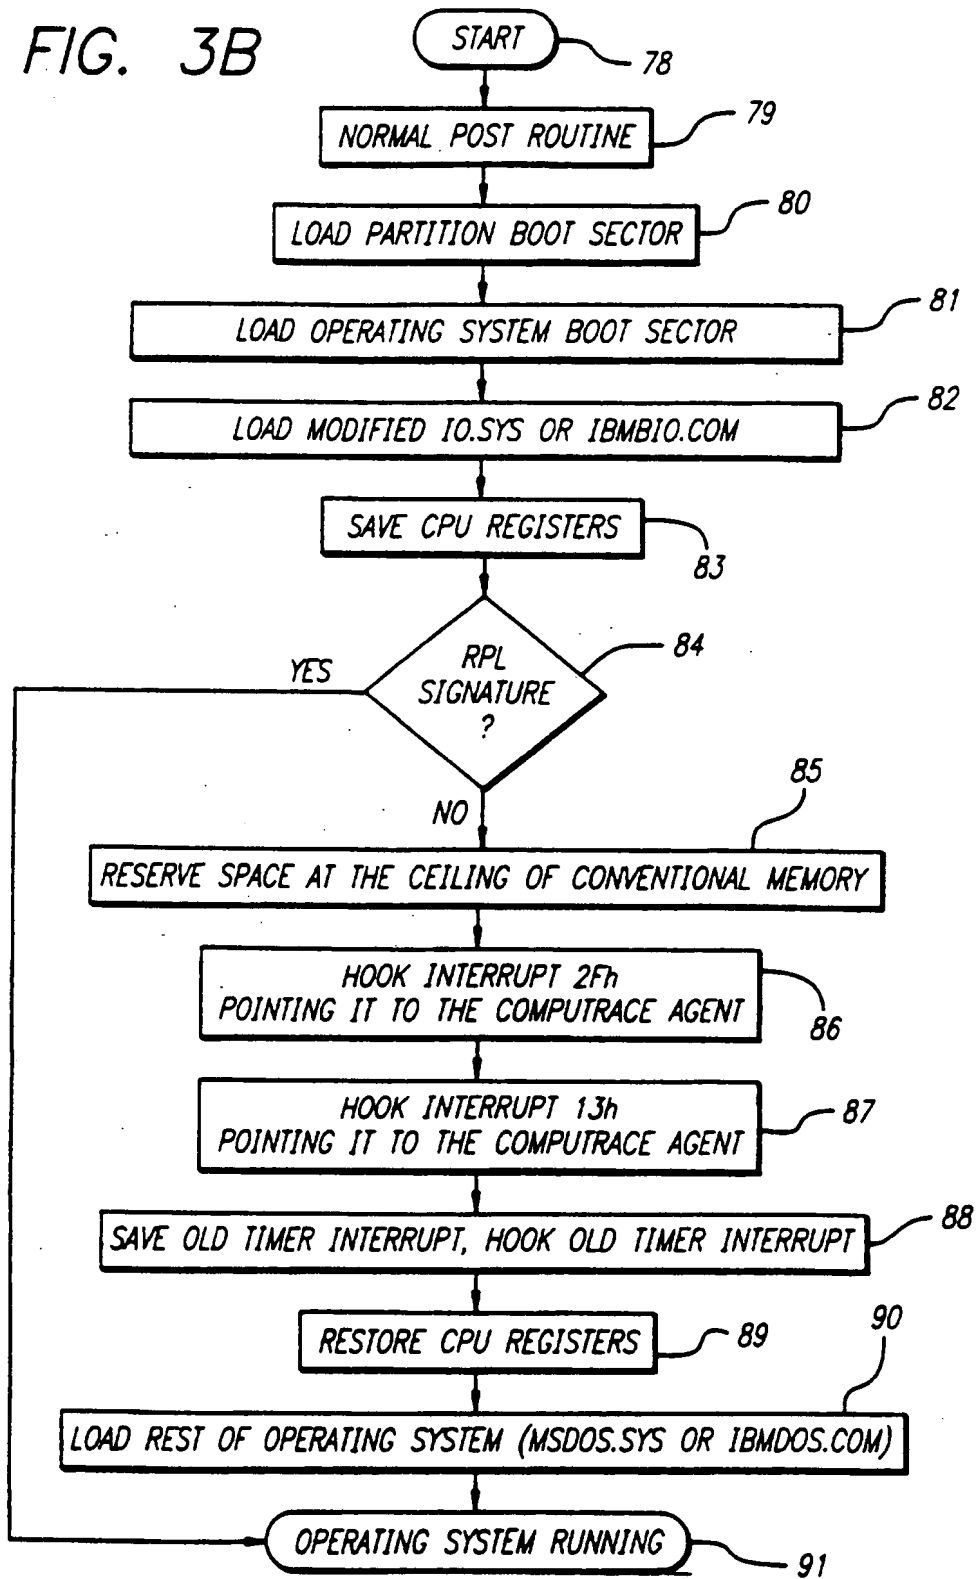 FIG. 3B
START
78
NORMAL POST ROUTINE
79
LOAD PARTITION BOOT SECTOR
80
LOAD OPERATING SYSTEM BOOT SECTOR
81
LOAD MODIFIED IO.SYS OR IBMBIO.COM
82
SAVE CPU REGISTERS
83
RPL
SIGNATURE
?
84
YES
NO
85
RESERVE SPACE AT THE CEILING OF CONVENTIONAL MEMORY
HOOK INTERRUPT 2Fh
POINTING IT TO THE COMPUTRACE AGENT
86
HOOK INTERRUPT 13h
POINTING IT TO THE COMPUTRACE AGENT
87
SAVE OLD TIMER INTERRUPT, HOOK OLD TIMER INTERRUPT
88
RESTORE CPU REGISTERS
89
90
LOAD REST OF OPERATING SYSTEM (MSDOS.SYS OR IBMDOS.COM)
OPERATING SYSTEM RUNNING
91